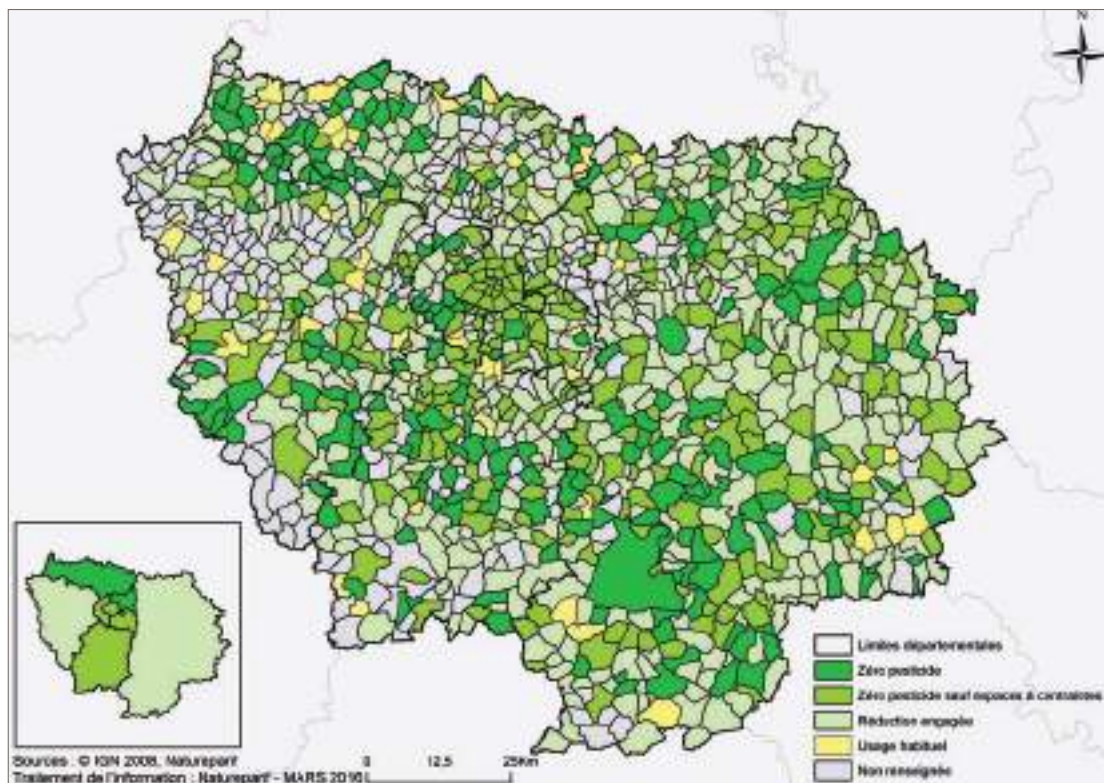 N
Limites départementales
Zéro pesticide
Zéro pesticide sauf espaces à contraintes
Réduction engagée
Usage habituel
Non renseignée
Sources : © IGN 2008, Natureparif
Traitement de l'information : Natureparif - MARS 2016
0 12,5 25Km